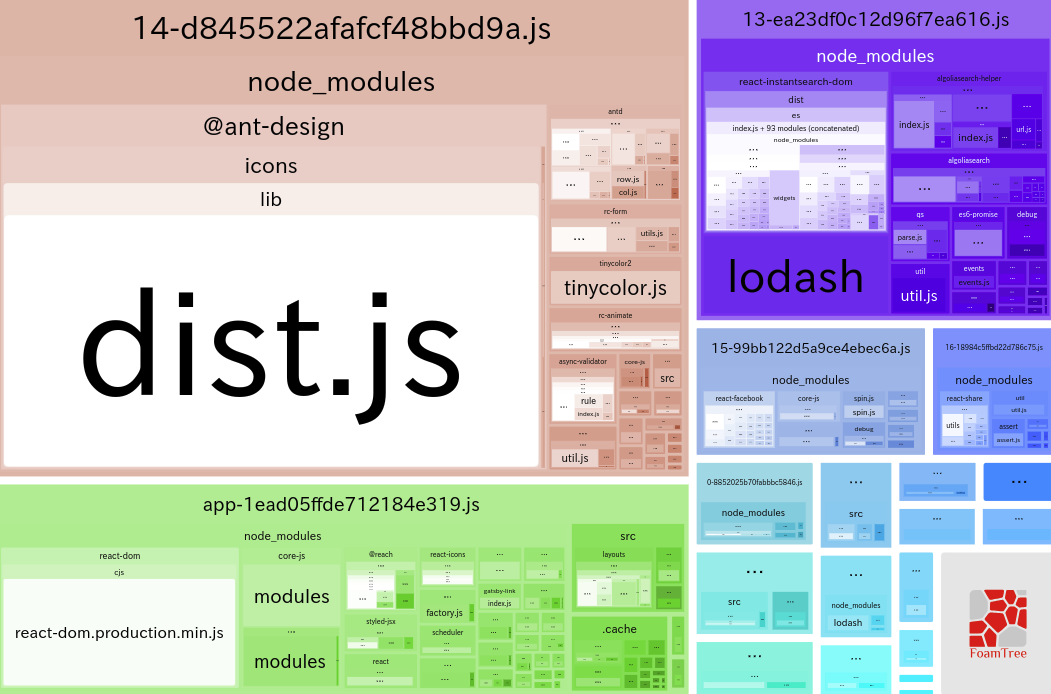 14-d845522afafcf48bbd9a.js
node_modules
@ant-design
icons
lib
dist.js
antd
...
row.js
col.js
rc-form
...
utils.js
tinycolor2
tinycolor.js
rc-animate
...
async-validator
core-js
src
rule
index.js
util.js
13-ea23df0c12d96f7ea616.js
node_modules
react-instantsearch-dom
dist
es
index.js + 93 modules (concatenated)
node_modules
widgets
lodash
algoliasearch-helper
index.js
index.js
url.js
algoliasearch
...
qs
parse.js
es6-promise
...
debug
util
util.js
events
events.js
15-99bb122d5a9ce4ebec6a.js
node_modules
react-facebook
core-js
spin.js
spin.js
debug
16-18984c5ffbd22d786c75.js
node_modules
react-share
utils
util
util.js
assert
assert.js
app-1ead05ffde712184e319.js
node_modules
react-dom
cjs
react-dom.production.min.js
core-js
modules
...
modules
@reach
styled-jsx
react
react-icons
factory.js
scheduler
gatsby-link
index.js
src
layouts
.cache
0-8852025b70fabbbc5846.js
node_modules
...
src
...
src
...
node_modules
lodash
FoamTree